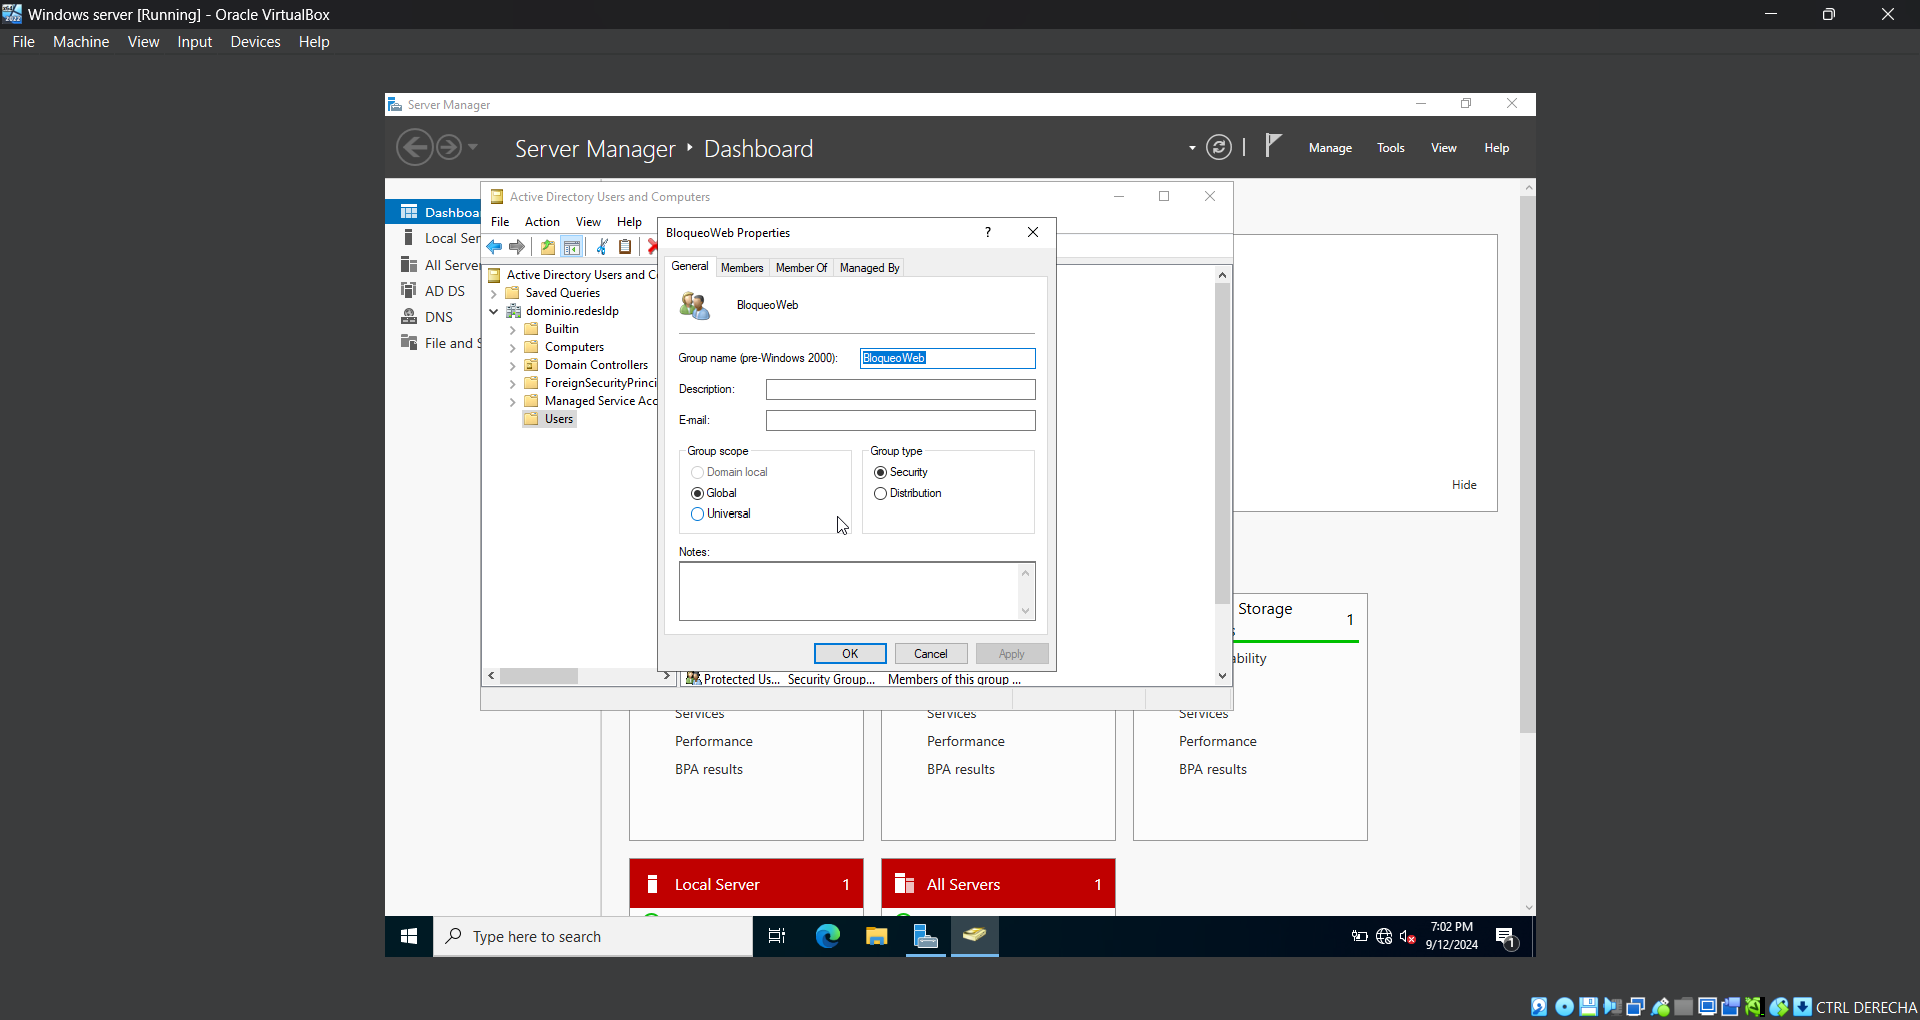 Windows server [Running] - Oracle VirtualBox
File Machine View Input Devices Help
Server Manager
Server Manager Dashboard
Manage Tools View Help
Dashboa
Local Ser
All Serve
AD DS
DNS
File and S
Active Directory Users and Computers
File Action View Help
Active Directory Users and C
Saved Queries
dominio.redesldp
Builtin
Computers
Domain Controllers
ForeignSecurityPrinci
Managed Service Acc
Users
BloqueoWeb Properties
?
General Members Member Of Managed By
BloqueoWeb
Group name (pre-Windows 2000): BloqueoWeb
Description:
E-mail:
Group scope
Domain local
Global
Universal
Group type
Security
Distribution
Notes:
OK Cancel Apply
Protected Us... Security Group... Members of this group ...
Hide
Storage
1
s
ability
Services
Performance
BPA results
Services
Performance
BPA results
Services
Performance
BPA results
Local Server 1
All Servers 1
Type here to search
7:02 PM
9/12/2024
1
CTRL DERECHA